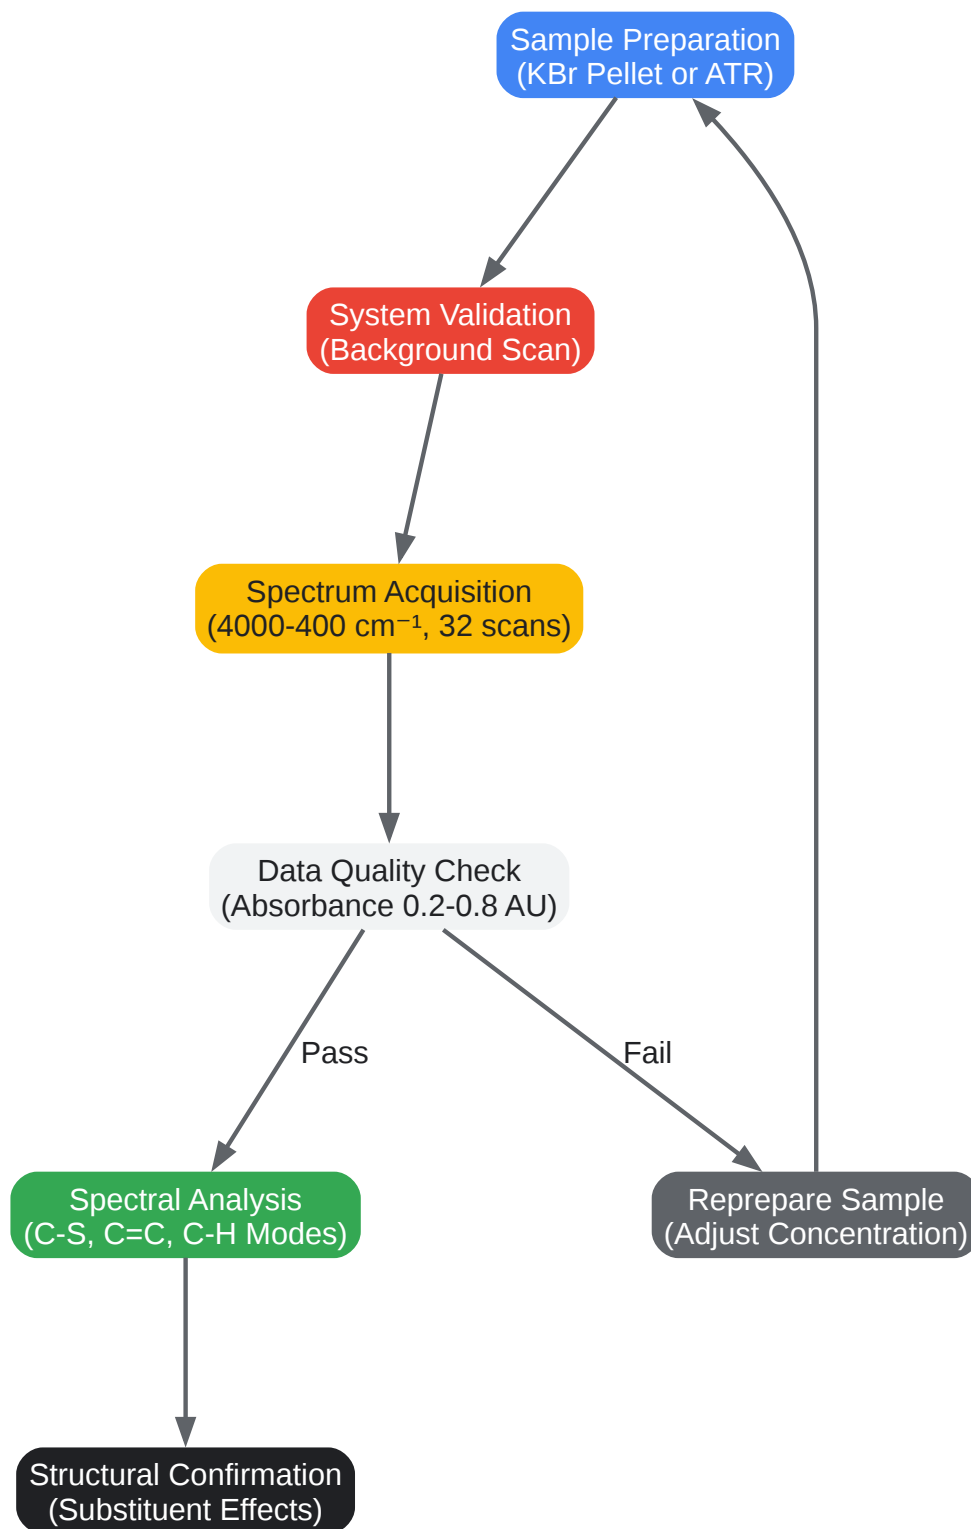 Sample Preparation
(KBr Pellet or ATR)
System Validation
(Background Scan)
Spectrum Acquisition
(4000-400 cm⁻¹, 32 scans)
Data Quality Check
(Absorbance 0.2-0.8 AU)
Pass
Fail
Spectral Analysis
(C-S, C=C, C-H Modes)
Reprepare Sample
(Adjust Concentration)
Structural Confirmation
(Substituent Effects)